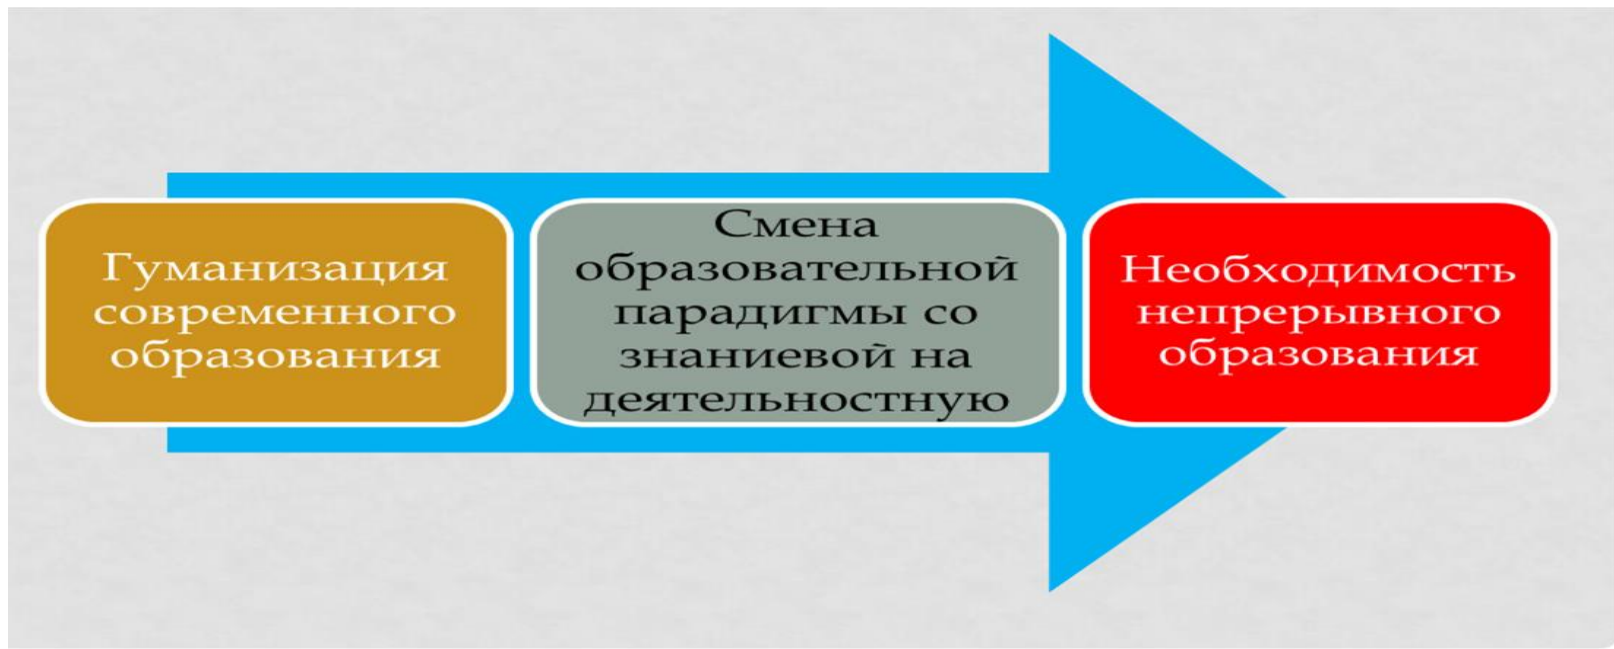 Гуманизация
современного
образования
Смена
образовательной
парадигмы со
знаниевой на
деятельностную
Необходимость
непрерывного
образования